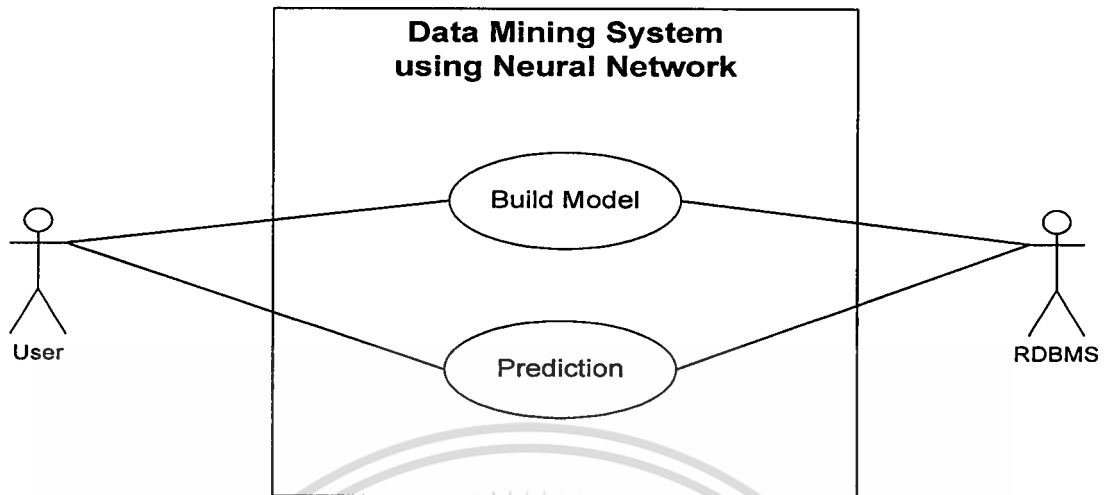 Data Mining System
using Neural Network
Build Model
User
RDBMS
Prediction